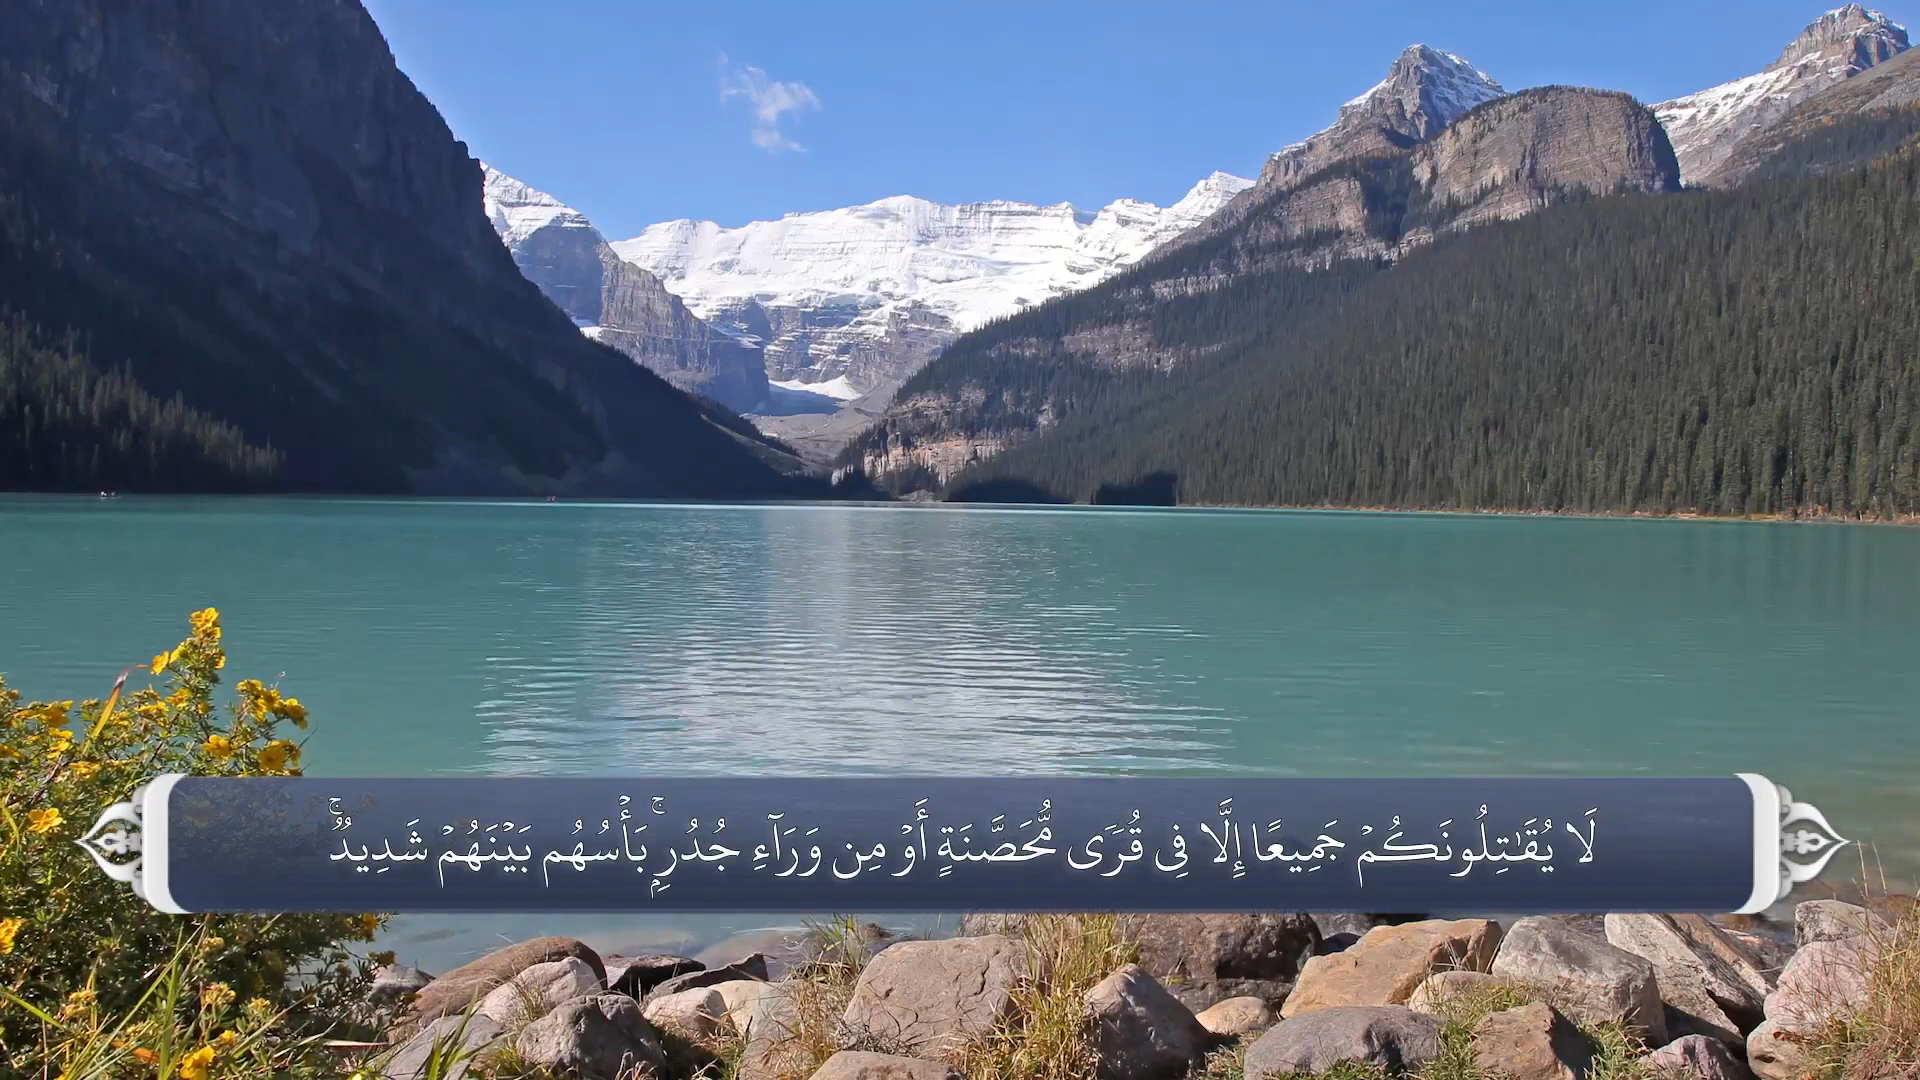 لَا يُقَٰتِلُونَكُمۡ جَمِيعًا إِلَّا فِي قُرٗى مُّحَصَّنَةٍ أَوۡ مِن وَرَآءِ جُدُرِۭۚ بَأۡسُهُم بَيۡنَهُمۡ شَدِيدٞۚ